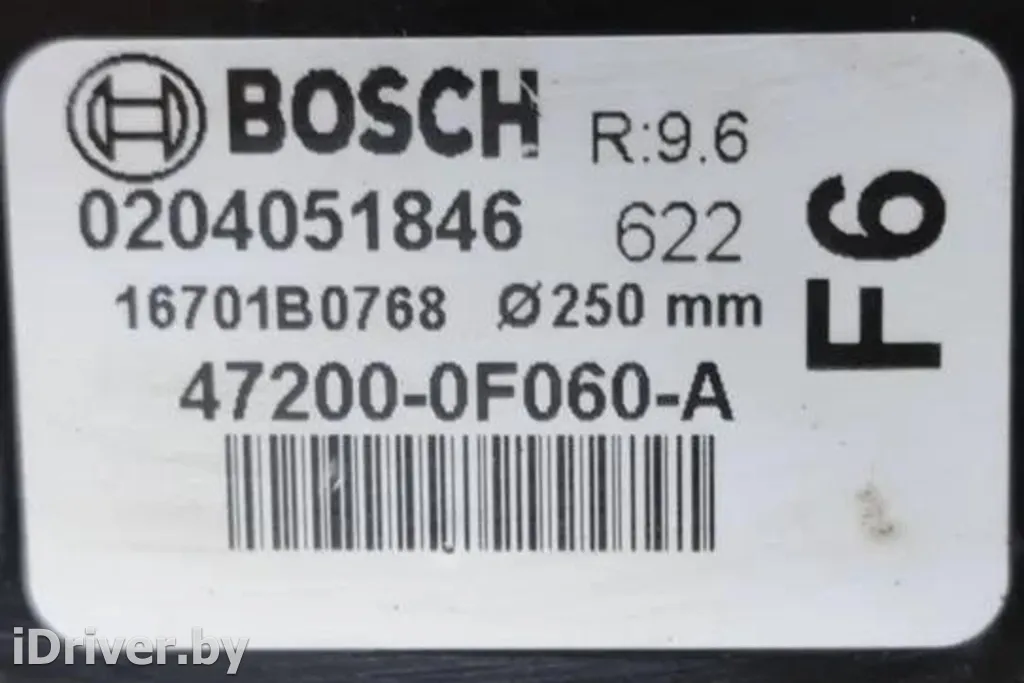 BOSCH R:9.6
0204051846 622
16701B0768 Ø250 mm
47200-0F060-A
F6
iDriver.by